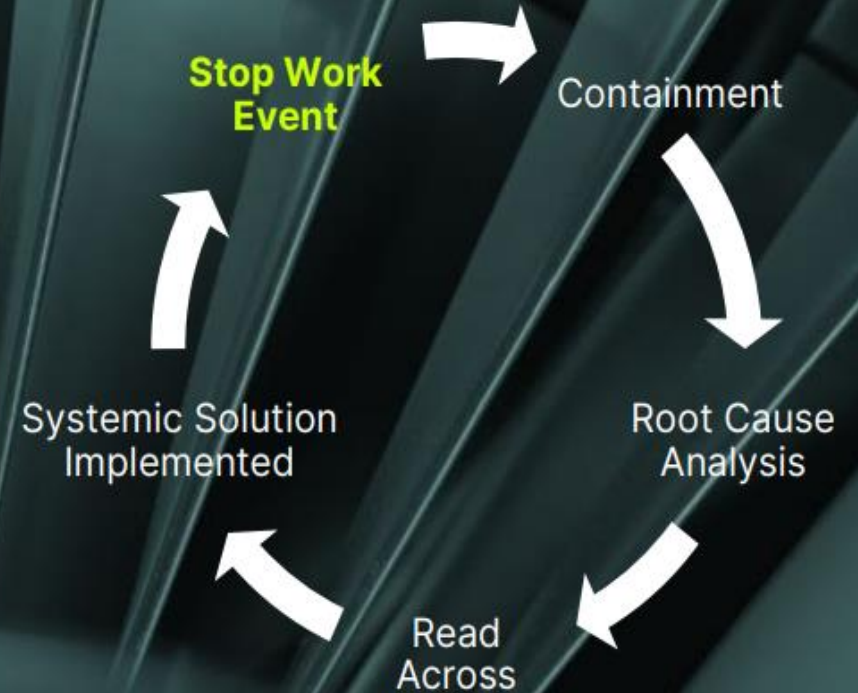 Stop Work
Event
Containment
Root Cause
Analysis
Read
Across
Systemic Solution
Implemented